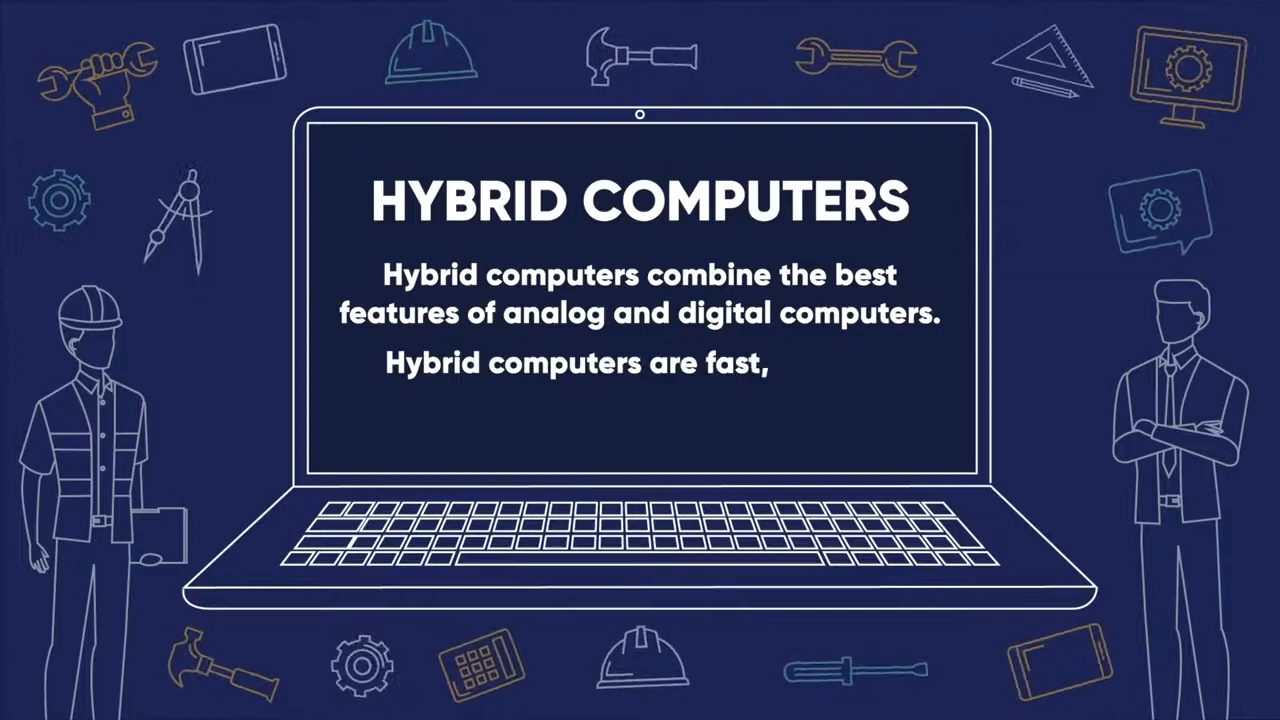 HYBRID COMPUTERS
Hybrid computers combine the best
features of analog and digital computers.
Hybrid computers are fast,